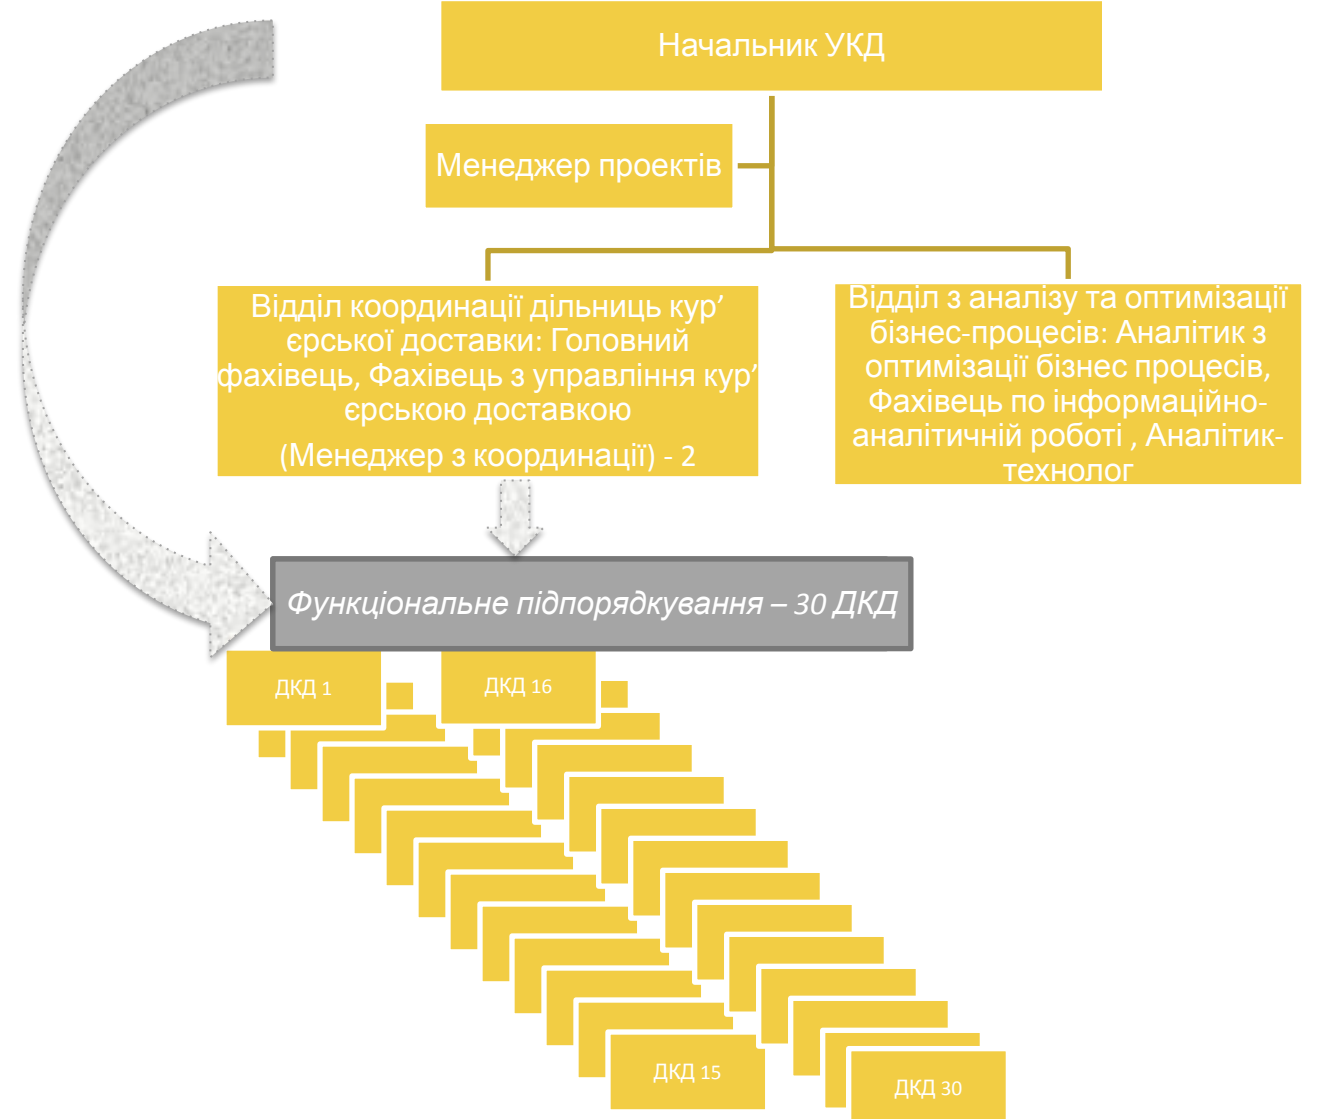 Начальник УКД
Менеджер проектів
Відділ координації дільниць кур’
єрської доставки: Головний
фахівець, Фахівець з управління кур’
єрською доставкою
(Менеджер з координації) - 2
Відділ з аналізу та оптимізації
бізнес-процесів: Аналітик з
оптимізації бізнес процесів,
Фахівець по інформаційно-
аналітичній роботі , Аналітик-
технолог
Функціональне підпорядкування – 30 ДКД
ДКД 1
ДКД 16
ДКД 15
ДКД 30